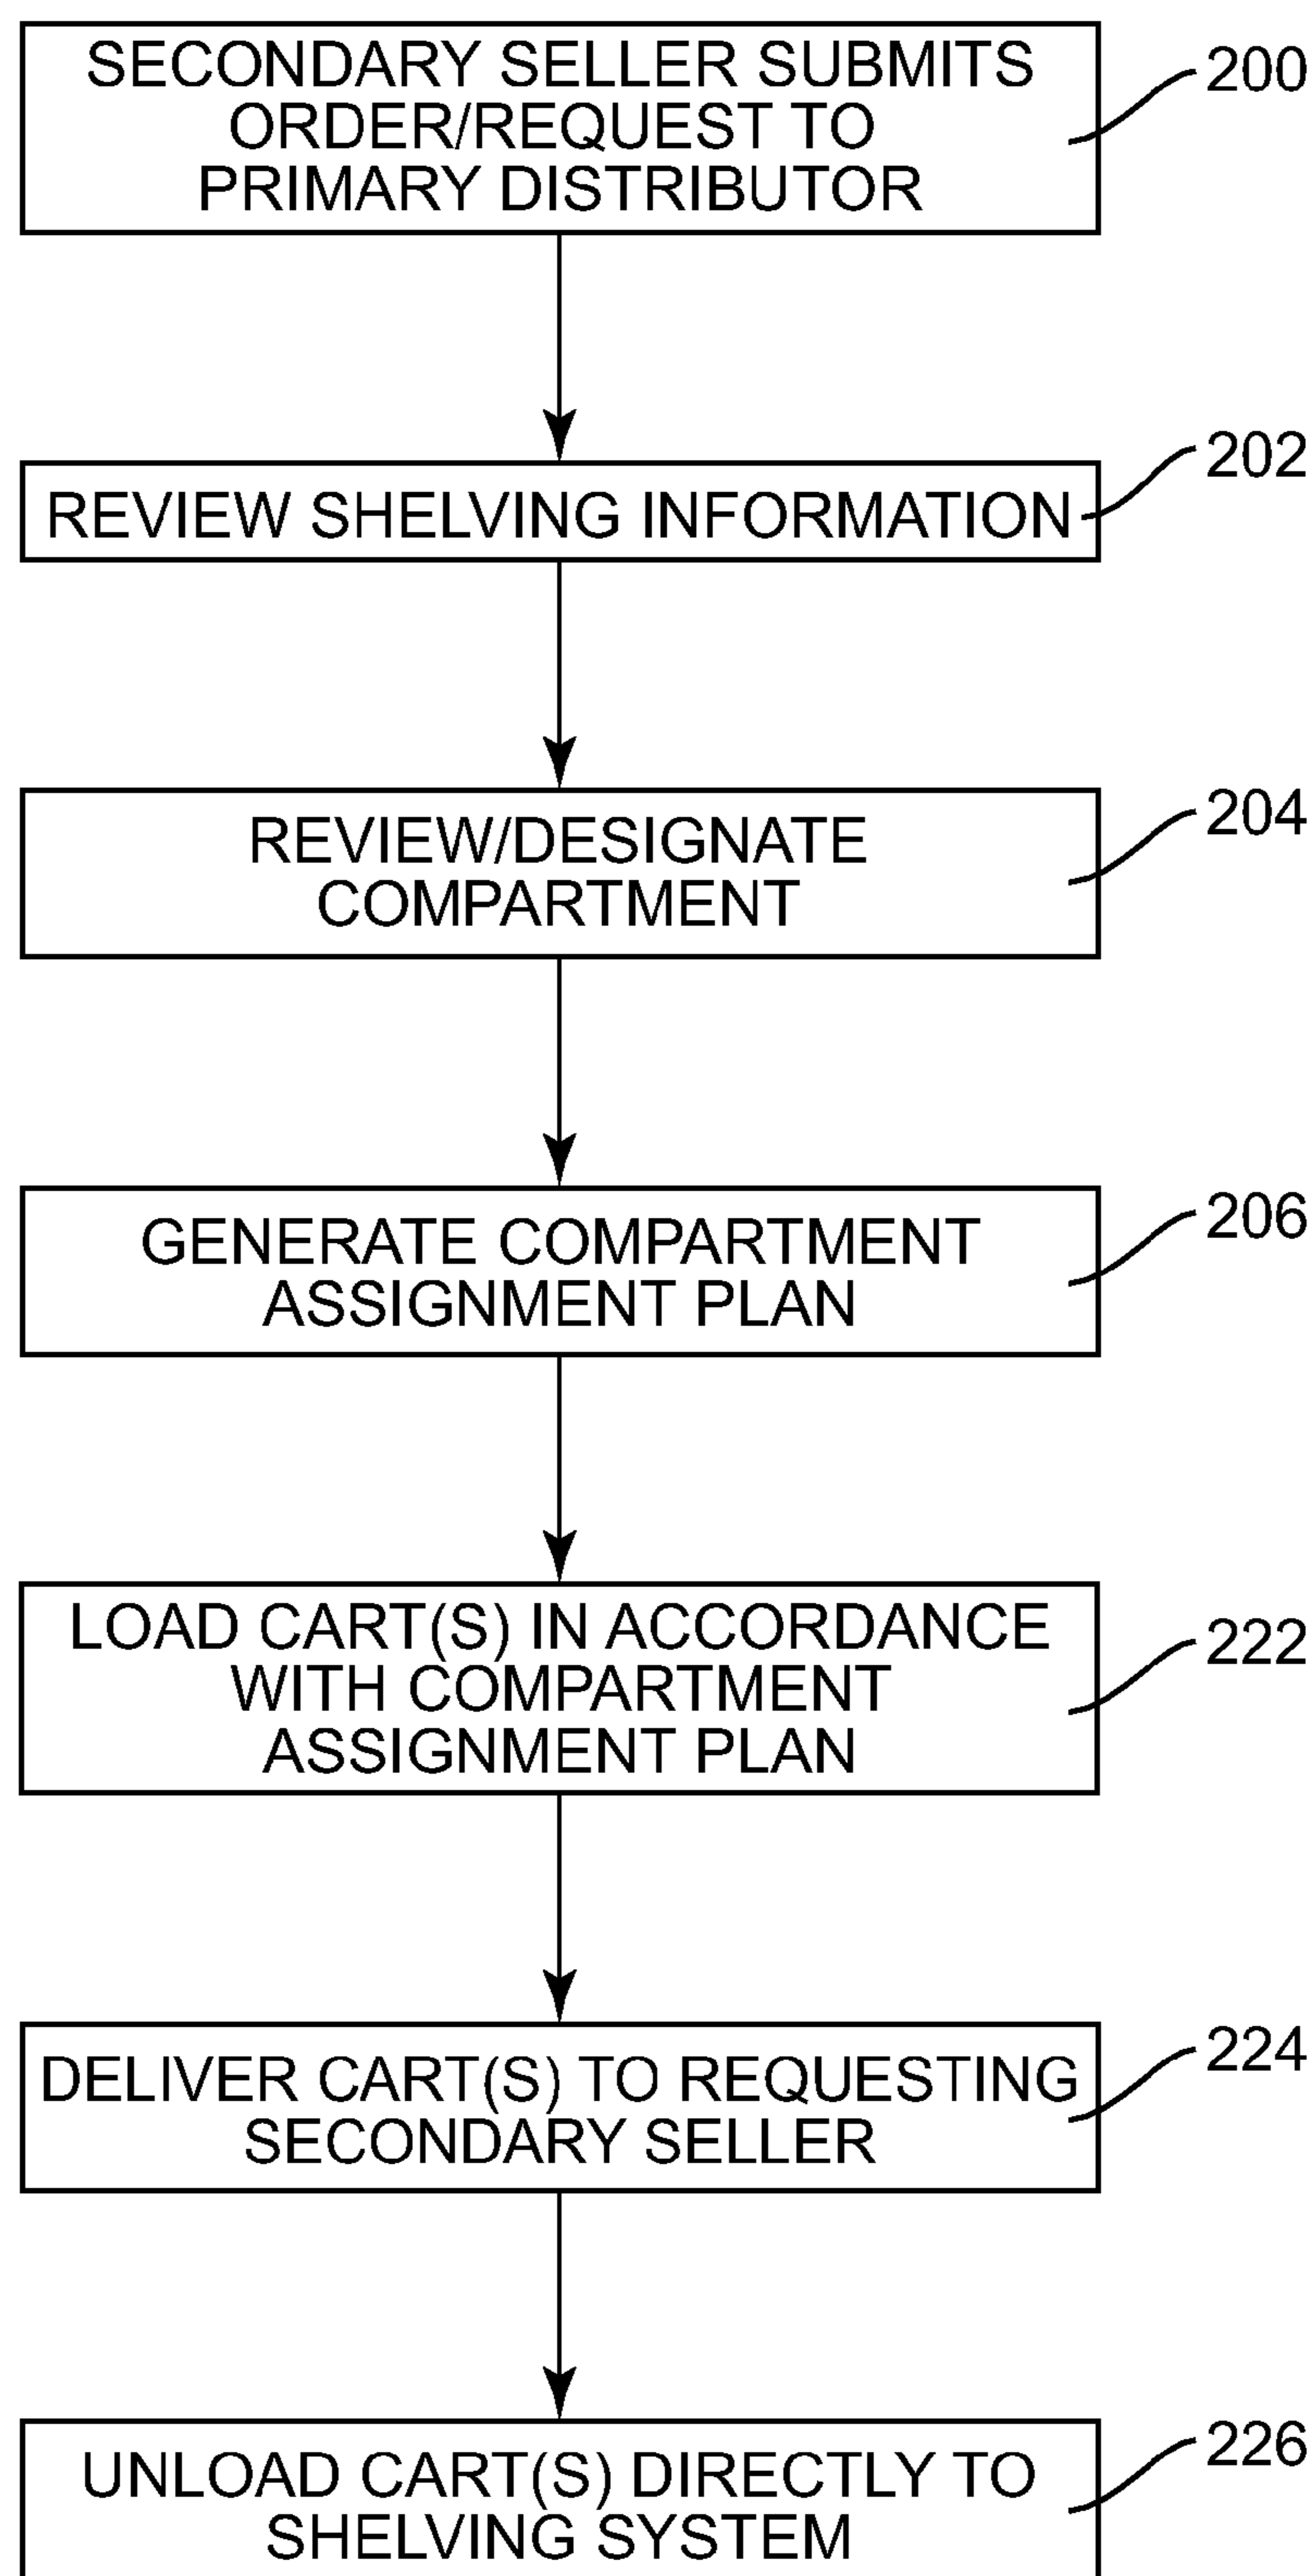 SECONDARY SELLER SUBMITS
ORDER/REQUEST TO
PRIMARY DISTRIBUTOR
200
REVIEW SHELVING INFORMATION
202
REVIEW/DESIGNATE
COMPARTMENT
204
GENERATE COMPARTMENT
ASSIGNMENT PLAN
206
LOAD CART(S) IN ACCORDANCE
WITH COMPARTMENT
ASSIGNMENT PLAN
222
DELIVER CART(S) TO REQUESTING
SECONDARY SELLER
224
UNLOAD CART(S) DIRECTLY TO
SHELVING SYSTEM
226